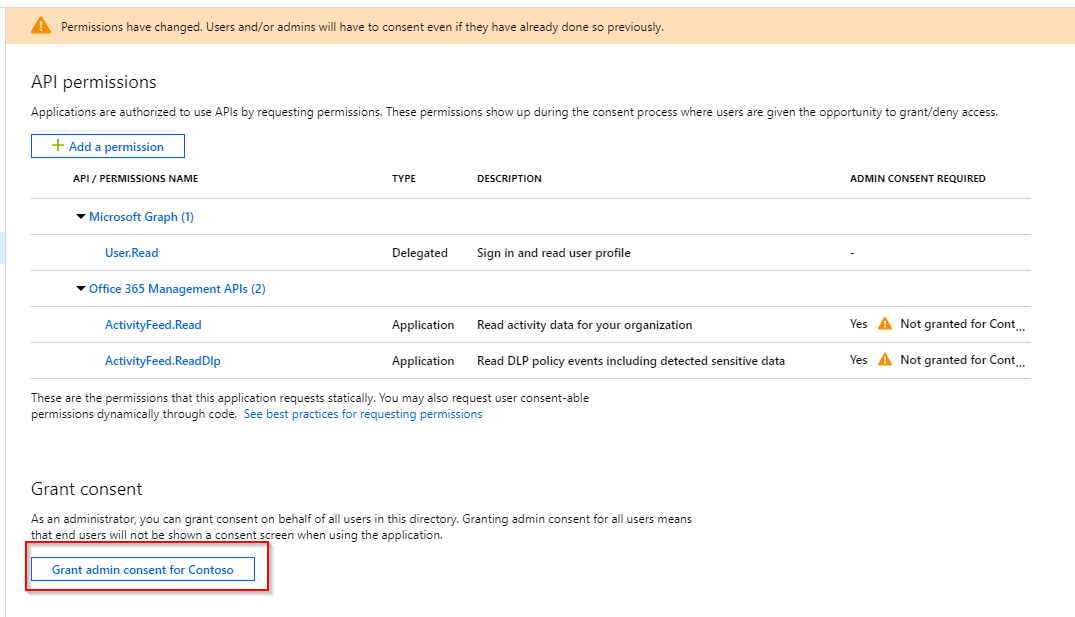 Permissions have changed. Users and/or admins will have to consent even if they have already done so previously.
API permissions
Applications are authorized to use APIs by requesting permissions. These permissions show up during the consent process where users are given the opportunity to grant/deny access.
+ Add a permission
API / PERMISSIONS NAME TYPE DESCRIPTION ADMIN CONSENT REQUIRED
Microsoft Graph (1)
User.Read Delegated Sign in and read user profile -
Office 365 Management APIs (2)
ActivityFeed.Read Application Read activity data for your organization Yes Not granted for Cont...
ActivityFeed.ReadDlp Application Read DLP policy events including detected sensitive data Yes Not granted for Cont...
These are the permissions that this application requests statically. You may also request user consent-able
permissions dynamically through code. See best practices for requesting permissions
Grant consent
As an administrator, you can grant consent on behalf of all users in this directory. Granting admin consent for all users means
that end users will not be shown a consent screen when using the application.
Grant admin consent for Contoso